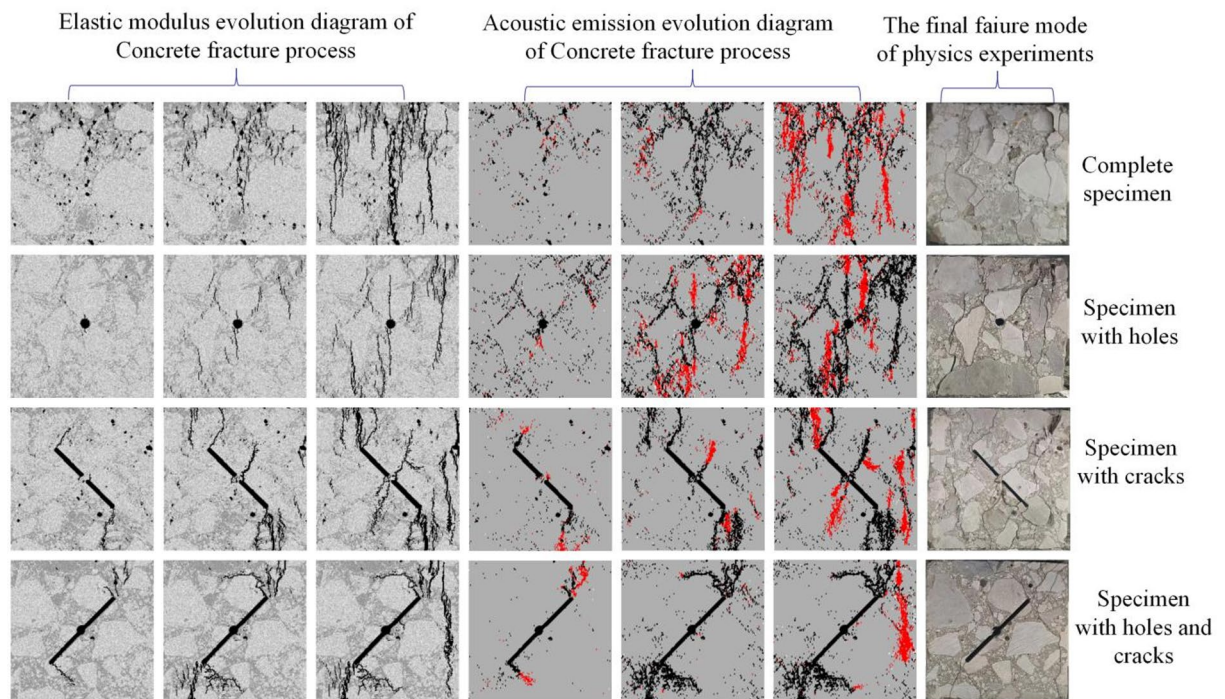 Elastic modulus evolution diagram of
Concrete fracture process
Acoustic emission evolution diagram
of Concrete fracture process
The final faiure mode
of physics experiments
Complete
specimen
Specimen
with holes
Specimen
with cracks
Specimen
with holes and
cracks